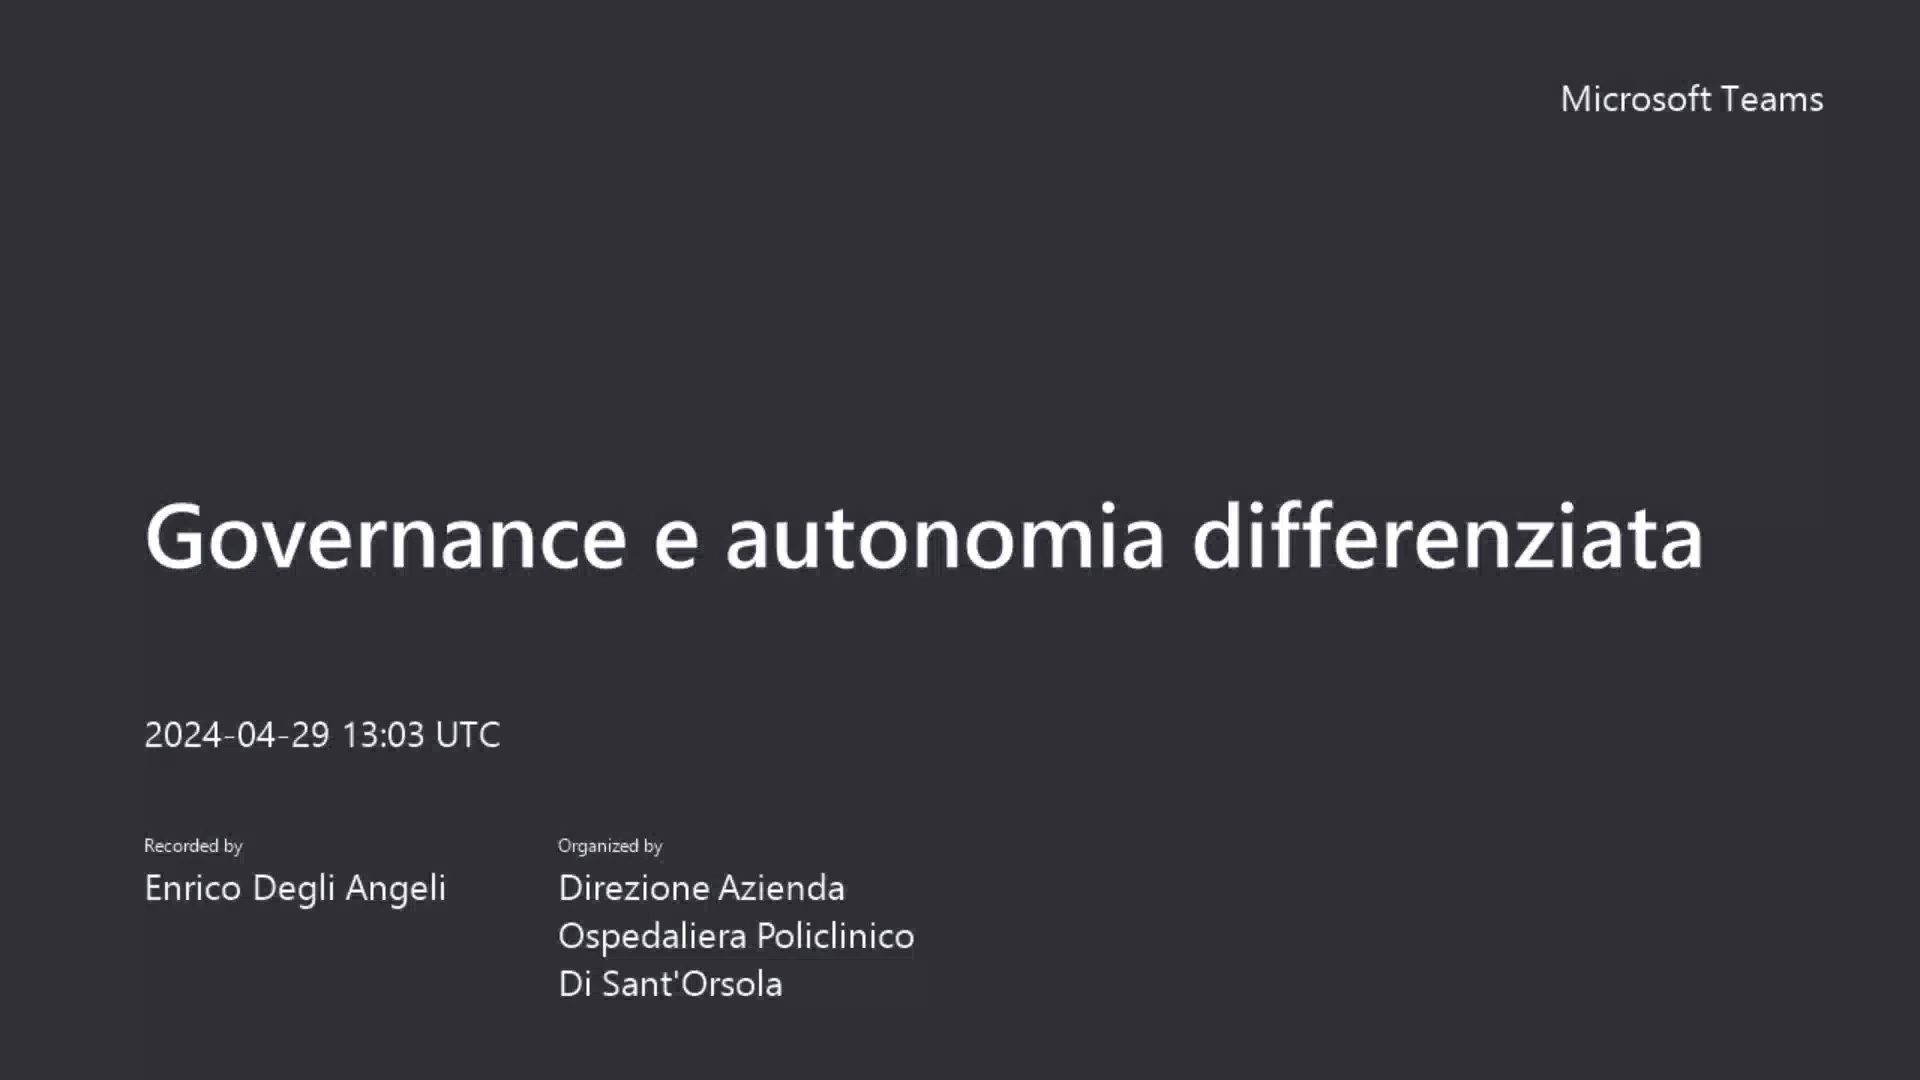 Microsoft Teams
Governance e autonomia differenziata
2024-04-29 13:03 UTC
Recorded by
Enrico Degli Angeli
Organized by
Direzione Azienda
Ospedaliera Policlinico
Di Sant'Orsola